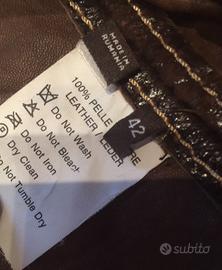 MADE IN
RUMANIA
42
100% PELLE
LEATHER / LEDER
Do Not Wash
Do Not Bleach
Do Not Iron
Dry Clean
Do Not Tumble Dry
subito